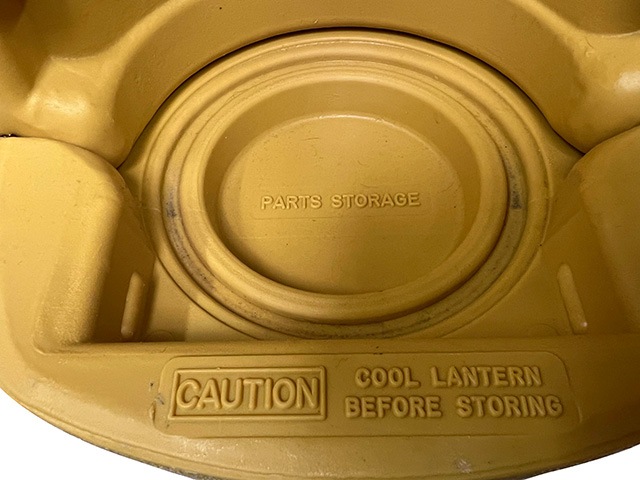 PARTS STORAGE
CAUTION
COOL LANTERN
BEFORE STORING